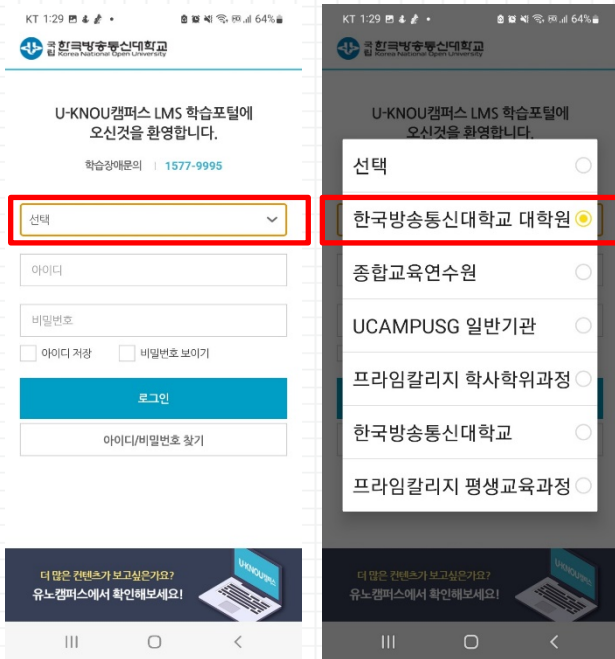 KT 1:29
64%
국립 한국방송통신대학교
Korea National Open University
U-KNOU캠퍼스 LMS 학습포털에
오신것을 환영합니다.
학습장애문의 | 1577-9995
선택
아이디
비밀번호
아이디 저장 비밀번호 보이기
로그인
아이디/비밀번호 찾기
더 많은 컨텐츠가 보고싶은가요?
유노캠퍼스에서 확인해보세요!
U-KNOU캠퍼스
KT 1:29
64%
국립 한국방송통신대학교
Korea National Open University
U-KNOU캠퍼스 LMS 학습포털에
오신것을 환영합니다.
선택
한국방송통신대학교 대학원
종합교육연수원
UCAMPUSG 일반기관
프라임칼리지 학사학위과정
한국방송통신대학교
프라임칼리지 평생교육과정
더 많은 컨텐츠가 보고싶은가요?
유노캠퍼스에서 확인해보세요!
U-KNOU캠퍼스